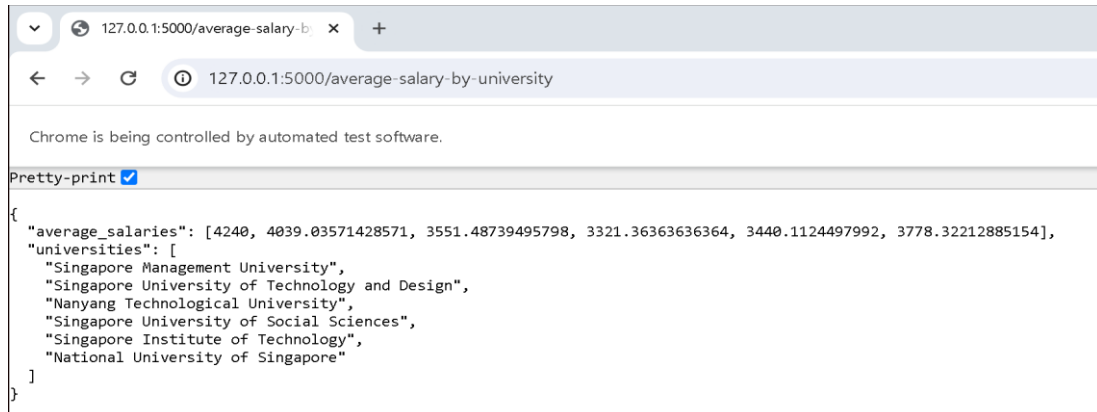 127.0.0.1:5000/average-salary-b
127.0.0.1:5000/average-salary-by-university
Chrome is being controlled by automated test software.
Pretty-print
{
  "average_salaries": [4240, 4039.03571428571, 3551.48739495798, 3321.36363636364, 3440.1124497992, 3778.32212885154],
  "universities": [
    "Singapore Management University",
    "Singapore University of Technology and Design",
    "Nanyang Technological University",
    "Singapore University of Social Sciences",
    "Singapore Institute of Technology",
    "National University of Singapore"
  ]
}